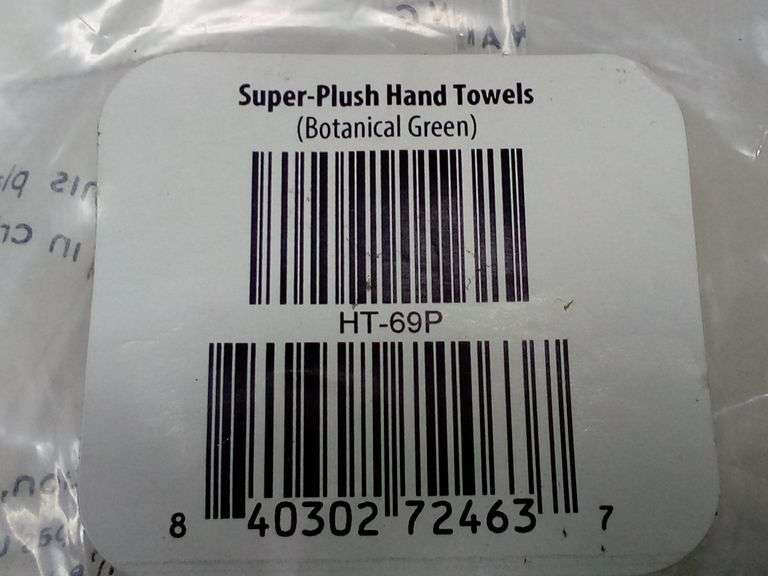 Super-Plush Hand Towels
(Botanical Green)
HT-69P
8 40302 72463 7